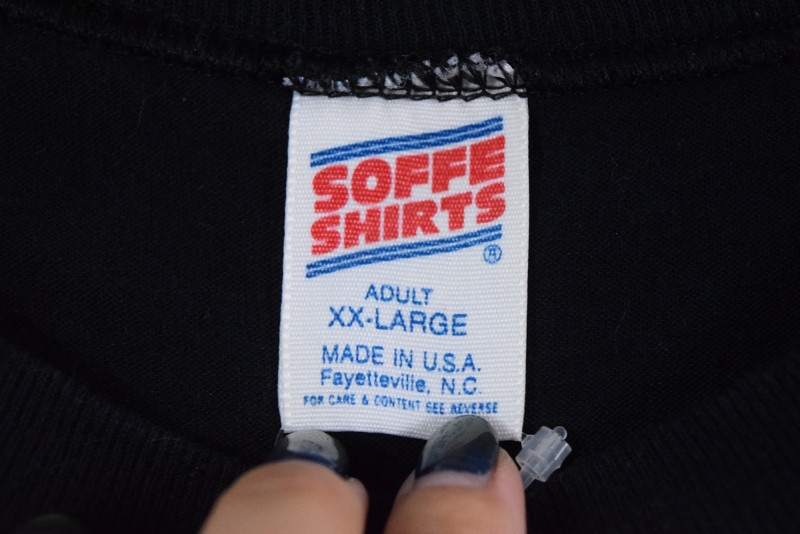 SOFFE
SHIRTS
®
ADULT
XX-LARGE
MADE IN U.S.A.
Fayetteville, N.C.
FOR CARE & CONTENT SEE REVERSE